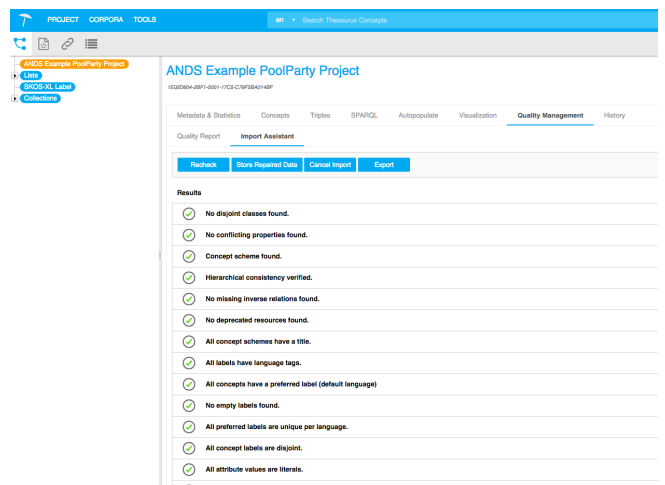 PROJECT CORPORA TOOLS
en Search Thesaurus Concepts
ANDS Example PoolParty Project
Lists
SKOS-XL Label
Collections
ANDS Example PoolParty Project
Metadata & Statistics Concepts Triples SPARQL Autopopulate Visualization Quality Management History
Quality Report Import Assistant
Recheck Store Repaired Data Cancel Import Export
Results
No disjoint classes found.
No conflicting properties found.
Concept scheme found.
Hierarchical consistency verified.
No missing inverse relations found.
No deprecated resources found.
All concept schemes have a title.
All labels have language tags.
All concepts have a preferred label (default language)
No empty labels found.
All preferred labels are unique per language.
All concept labels are disjoint.
All attribute values are literals.